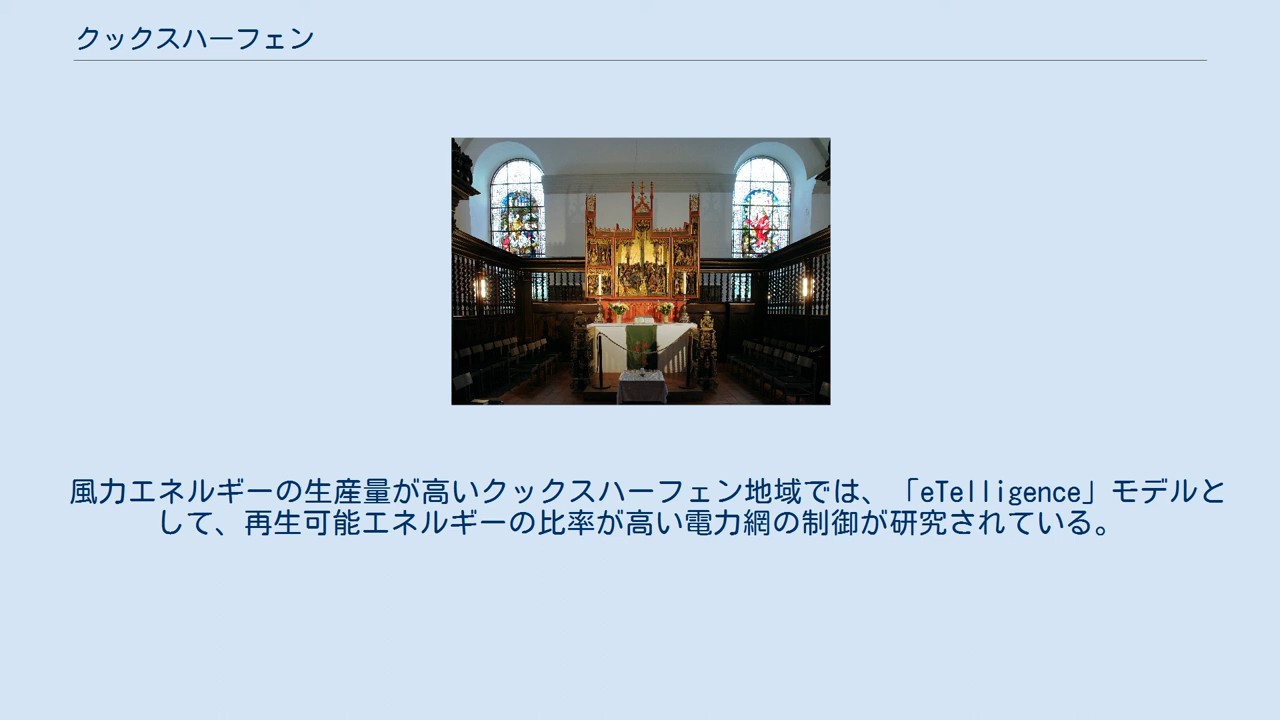 クックスハーフェン
風力エネルギーの生産量が高いクックスハーフェン地域では、「eTelligence」モデルと
して、再生可能エネルギーの比率が高い電力網の制御が研究されている。